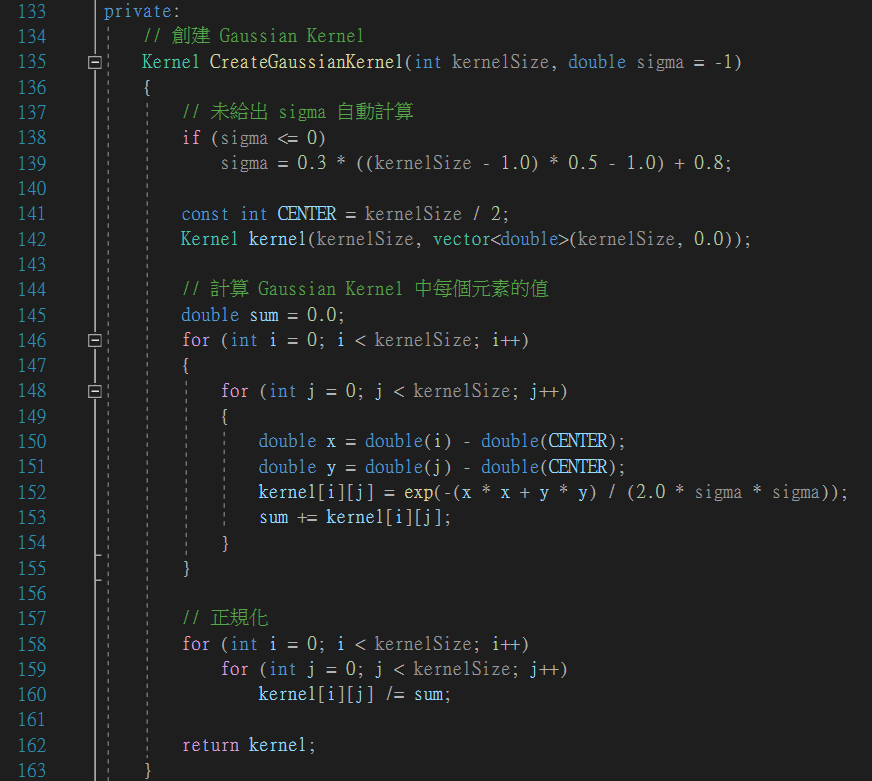 133 private:
134     // 創建 Gaussian Kernel
135     Kernel CreateGaussianKernel(int kernelSize, double sigma = -1)
136     {
137         // 未給出 sigma 自動計算
138         if (sigma <= 0)
139             sigma = 0.3 * ((kernelSize - 1.0) * 0.5 - 1.0) + 0.8;
140
141         const int CENTER = kernelSize / 2;
142         Kernel kernel(kernelSize, vector<double>(kernelSize, 0.0));
143
144         // 計算 Gaussian Kernel 中每個元素的值
145         double sum = 0.0;
146         for (int i = 0; i < kernelSize; i++)
147         {
148             for (int j = 0; j < kernelSize; j++)
149             {
150                 double x = double(i) - double(CENTER);
151                 double y = double(j) - double(CENTER);
152                 kernel[i][j] = exp(-(x * x + y * y) / (2.0 * sigma * sigma));
153                 sum += kernel[i][j];
154             }
155         }
156
157         // 正規化
158         for (int i = 0; i < kernelSize; i++)
159             for (int j = 0; j < kernelSize; j++)
160                 kernel[i][j] /= sum;
161
162         return kernel;
163     }